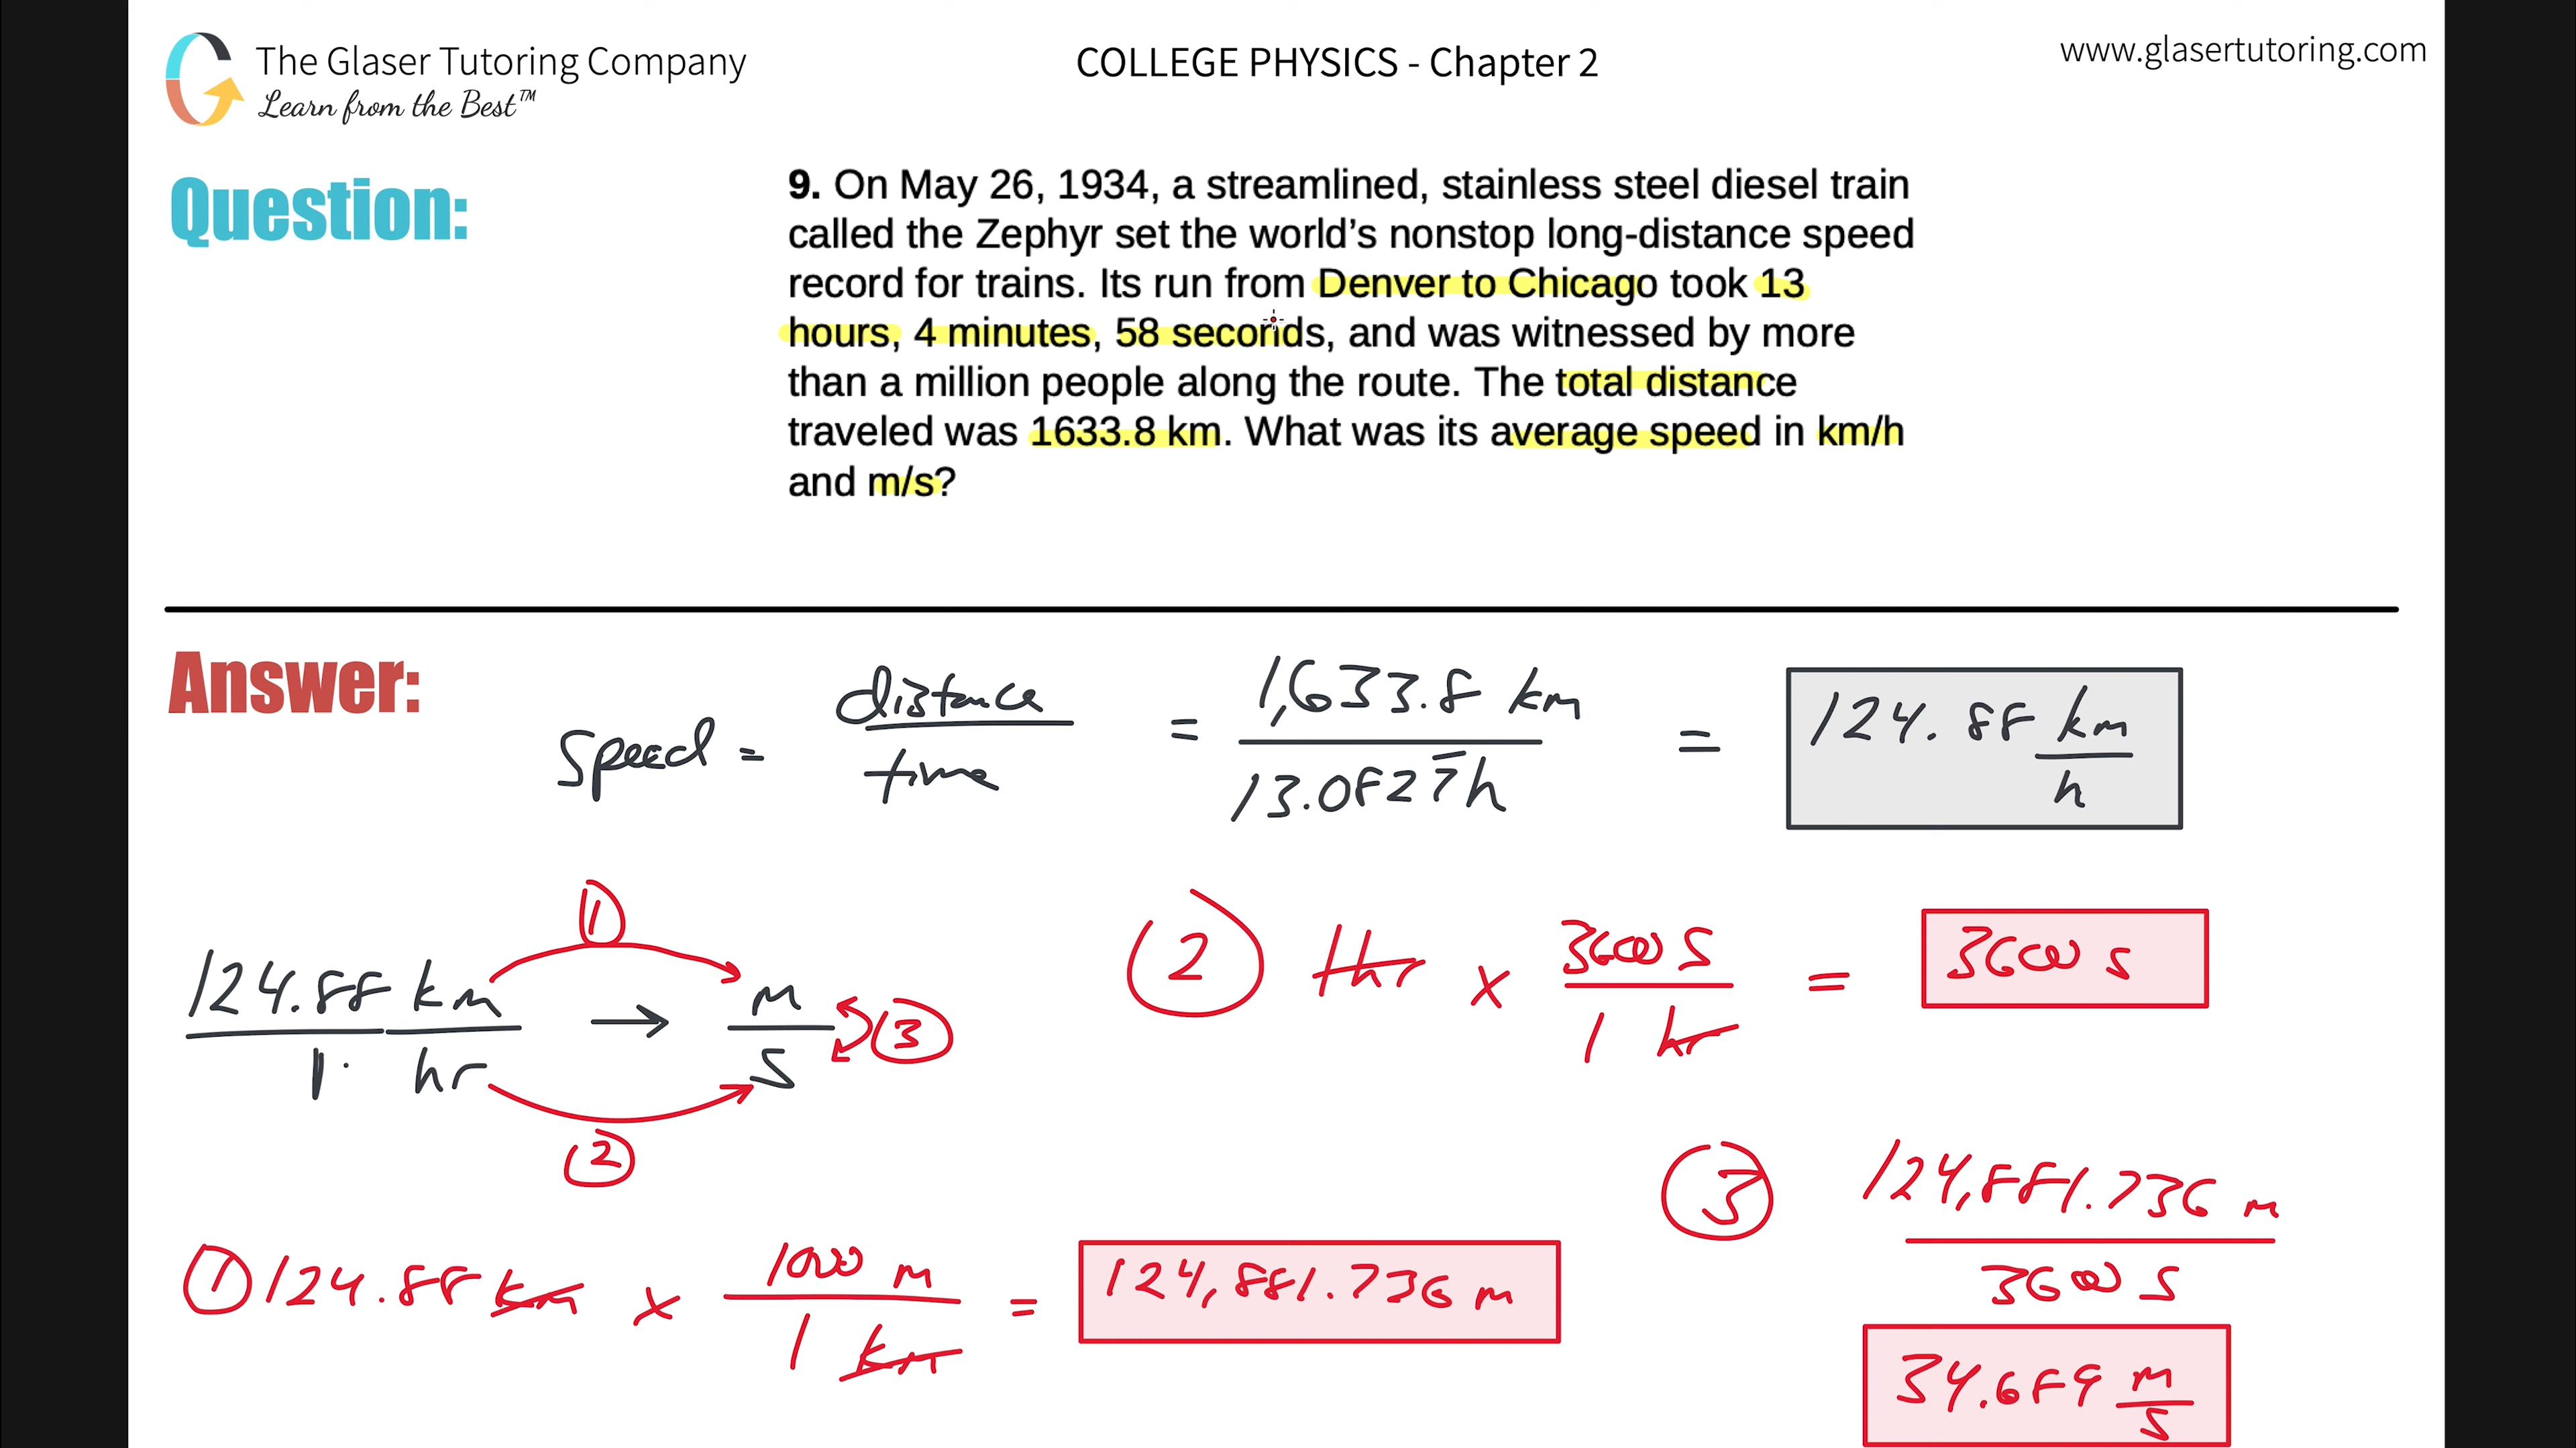 The Glaser Tutoring Company
Learn from the Best™
COLLEGE PHYSICS - Chapter 2
www.glasertutoring.com
Question:
9. On May 26, 1934, a streamlined, stainless steel diesel train
called the Zephyr set the world's nonstop long-distance speed
record for trains. Its run from Denver to Chicago took 13
hours, 4 minutes, 58 seconds, and was witnessed by more
than a million people along the route. The total distance
traveled was 1633.8 km. What was its average speed in km/h
and m/s?
Answer:
Speed = distance / time = 1,633.8 km / 13.0827̅ h = 124.88 km / h
124.88 km / 1 hr → m / s
1
2
3
2 1hr x 3600 s / 1 hr = 3600 s
1 124.88 km x 1000 m / 1 km = 124,881.736 m
3 124,881.736 m / 3600 s
34.689 m / s